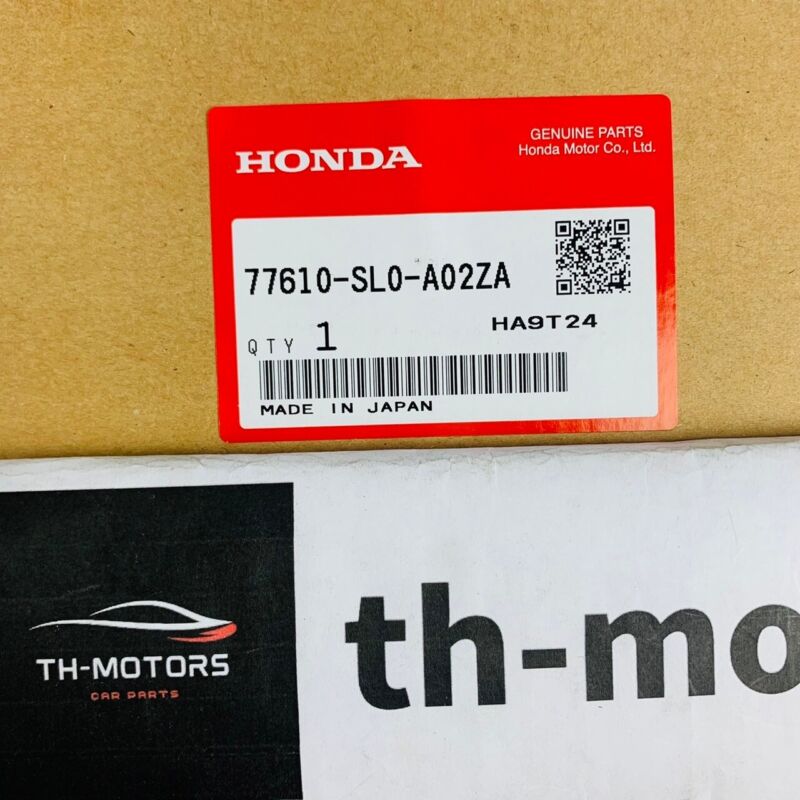 GENUINE PARTS
HONDA
Honda Motor Co., Ltd.
77610-SL0-A02ZA
HA9T24
QTY 1
MADE IN JAPAN
TH-MOTORS
CAR PARTS
th-mo